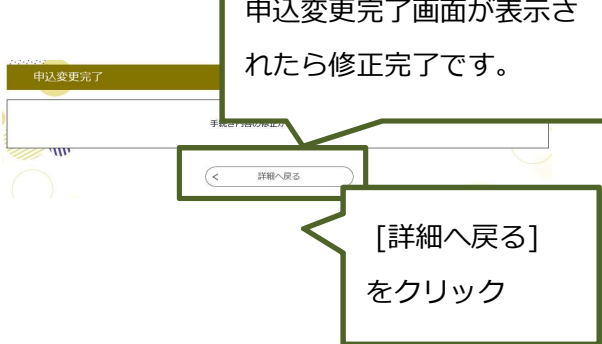 申込変更完了画面が表示さ
れたら修正完了です。
申込変更完了
手続き内容の修正が
< 詳細へ戻る
[詳細へ戻る]
をクリック